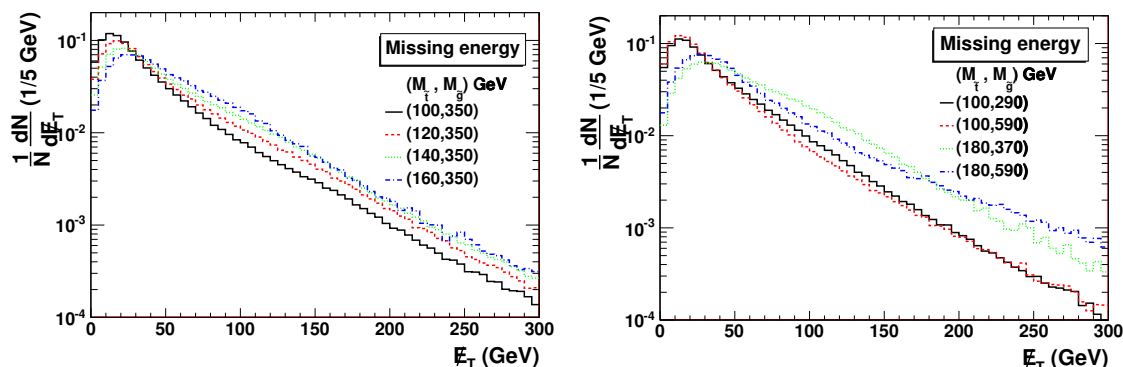 Missing energy
(M_t̃ , M_g̃) GeV
(100,350)
(120,350)
(140,350)
(160,350)
1/N dN/dE̸_T (1/5 GeV)
10⁻¹
10⁻²
10⁻³
10⁻⁴
0 50 100 150 200 250 300
E̸_T (GeV)
Missing energy
(M_t̃ , M_g̃) GeV
(100,290)
(100,590)
(180,370)
(180,590)
1/N dN/dE̸_T (1/5 GeV)
10⁻¹
10⁻²
10⁻³
10⁻⁴
0 50 100 150 200 250 300
E̸_T (GeV)